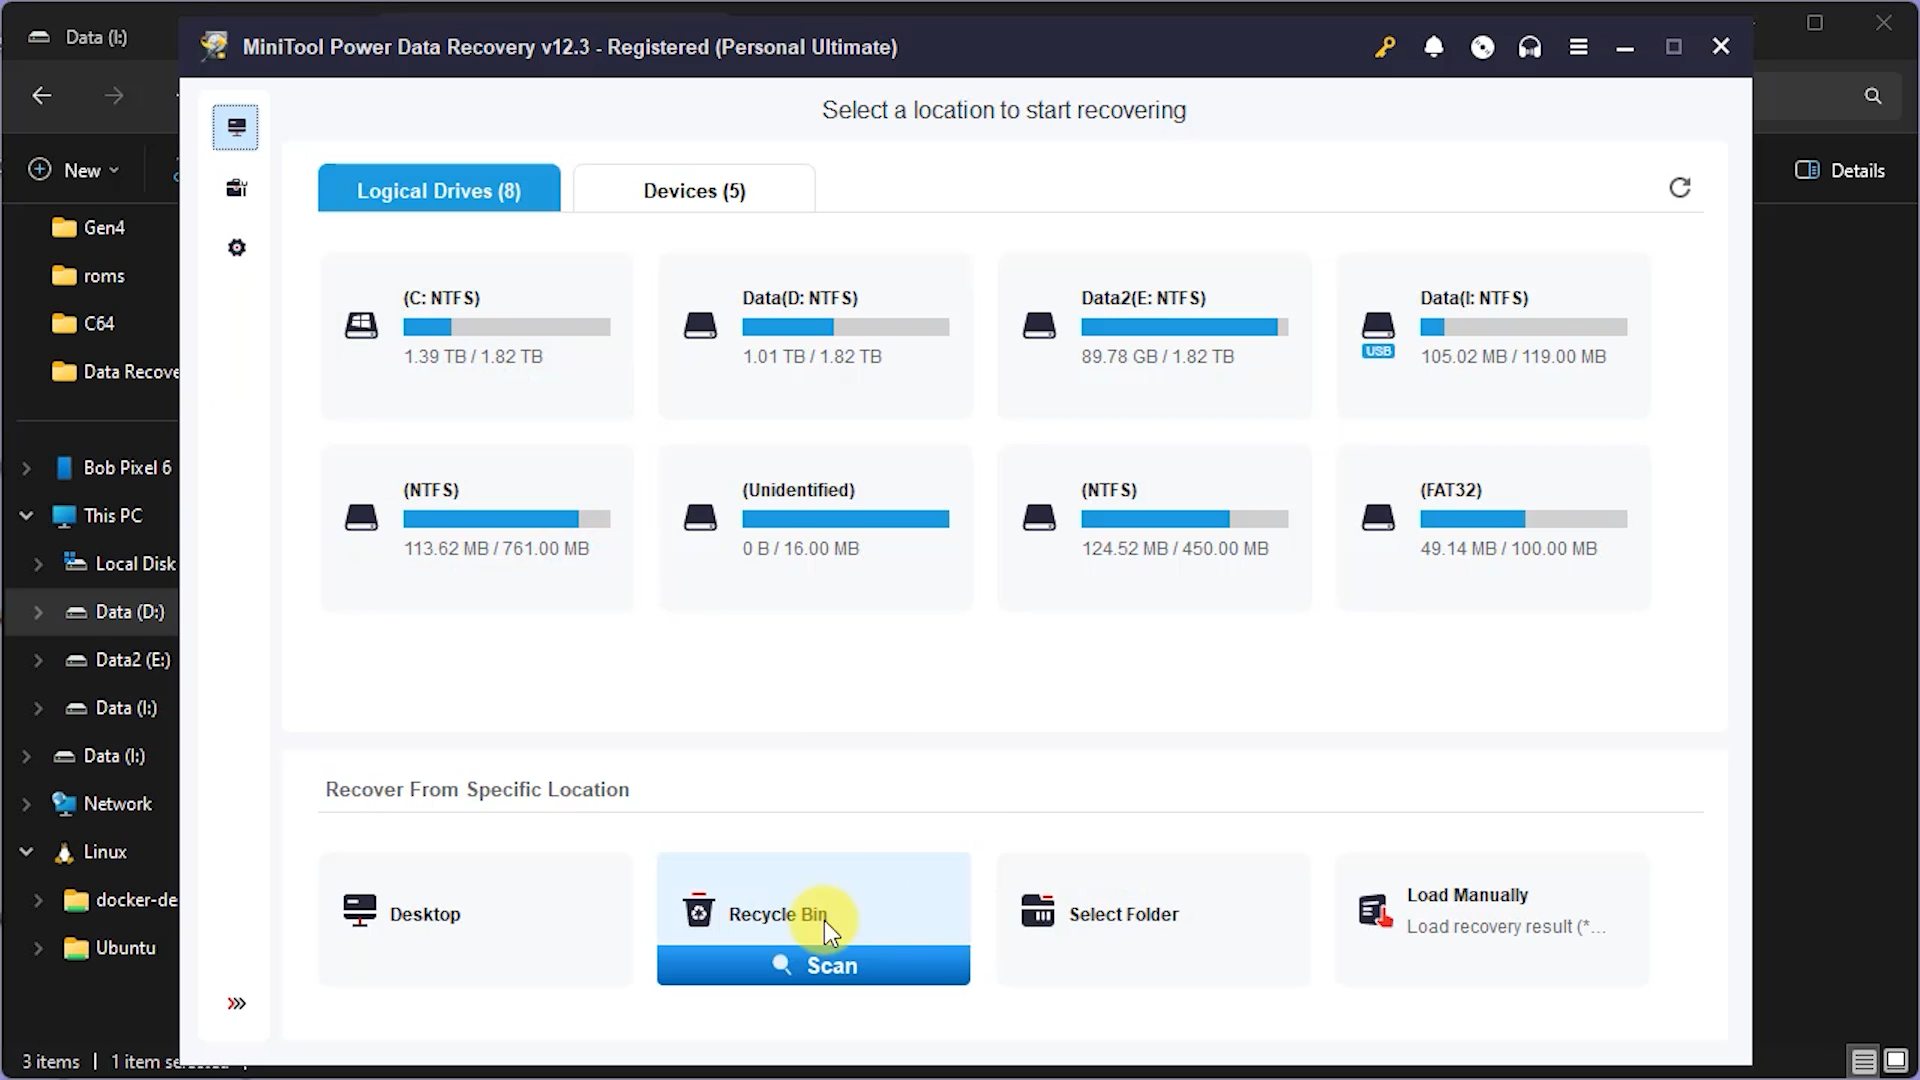 Data (I:)
MiniTool Power Data Recovery v12.3 - Registered (Personal Ultimate)
Select a location to start recovering
New
Details
Logical Drives (8)
Devices (5)
Gen4
roms
C64
Data Recove
Bob Pixel 6
This PC
Local Disk
Data (D:)
Data2 (E:)
Data (I:)
Data (I:)
Network
Linux
docker-de
Ubuntu
(C: NTFS)
1.39 TB / 1.82 TB
Data(D: NTFS)
1.01 TB / 1.82 TB
Data2(E: NTFS)
89.78 GB / 1.82 TB
Data(I: NTFS)
USB
105.02 MB / 119.00 MB
(NTFS)
113.62 MB / 761.00 MB
(Unidentified)
0 B / 16.00 MB
(NTFS)
124.52 MB / 450.00 MB
(FAT32)
49.14 MB / 100.00 MB
Recover From Specific Location
Desktop
Recycle Bin
Scan
Select Folder
Load Manually
Load recovery result (*...
3 items
1 item